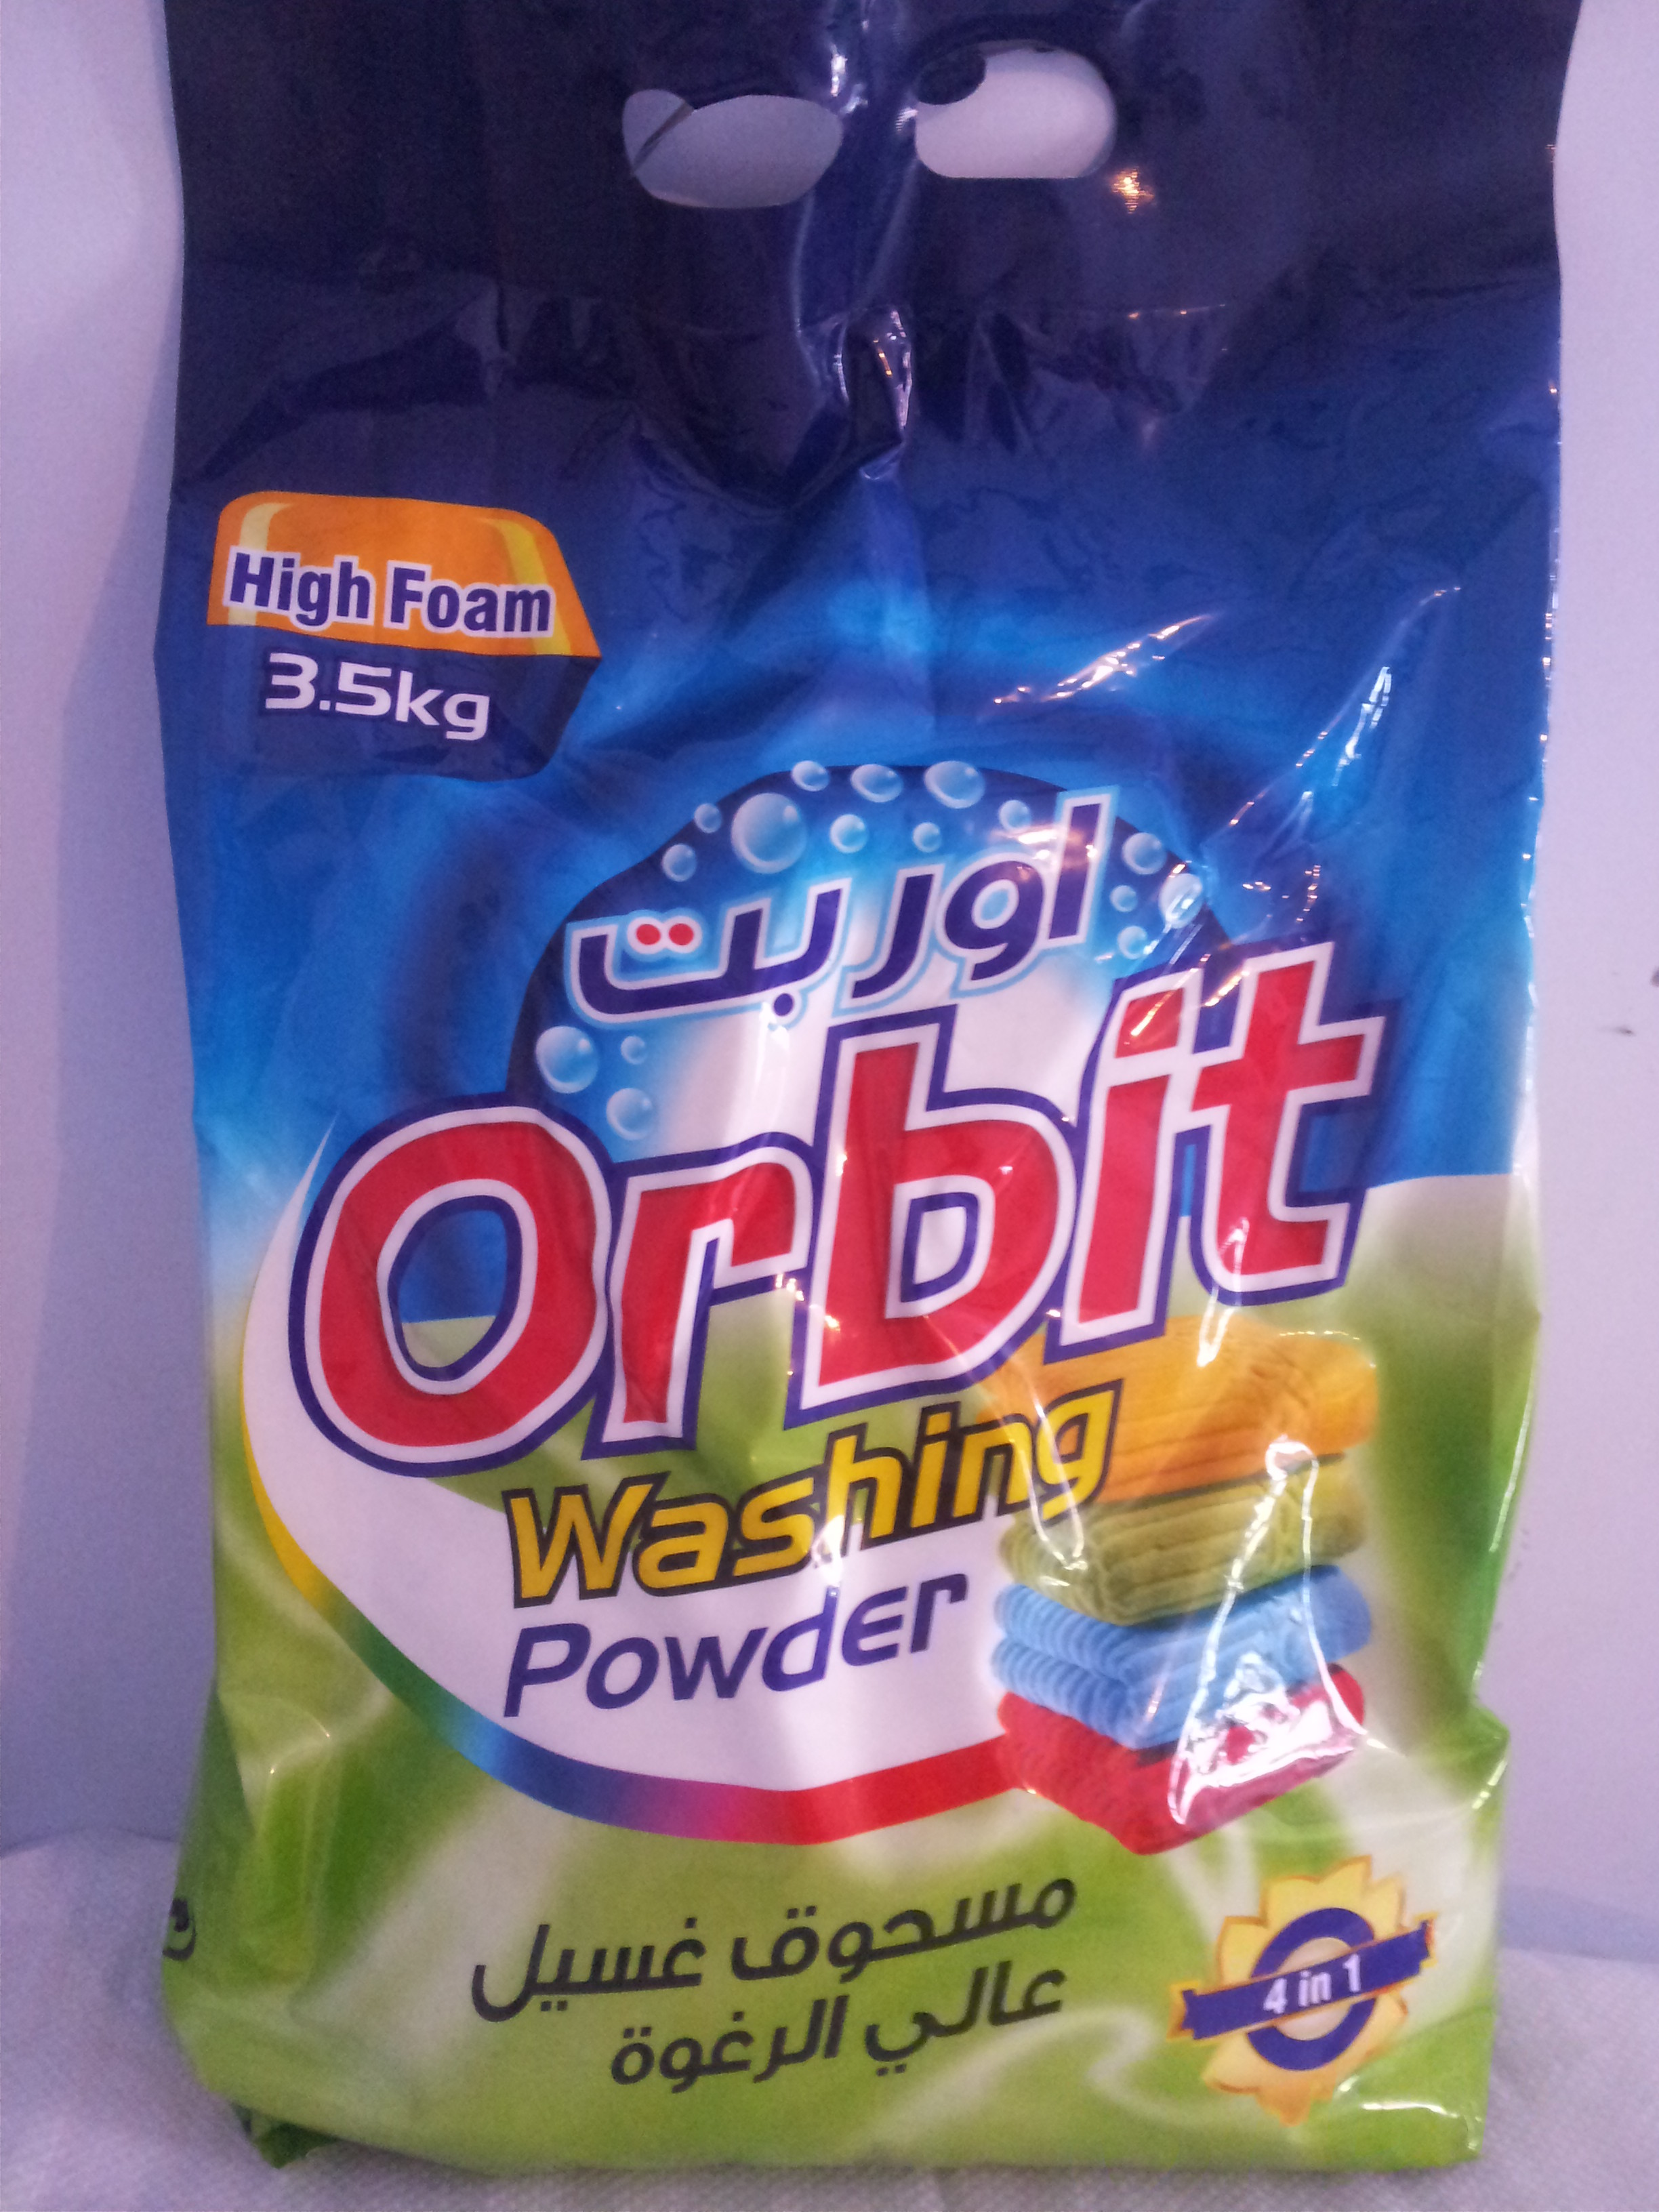 High Foam
3.5kg
اوربت
Orbit
Washing
Powder
مسحوق غسيل
عالي الرغوة
4 in 1